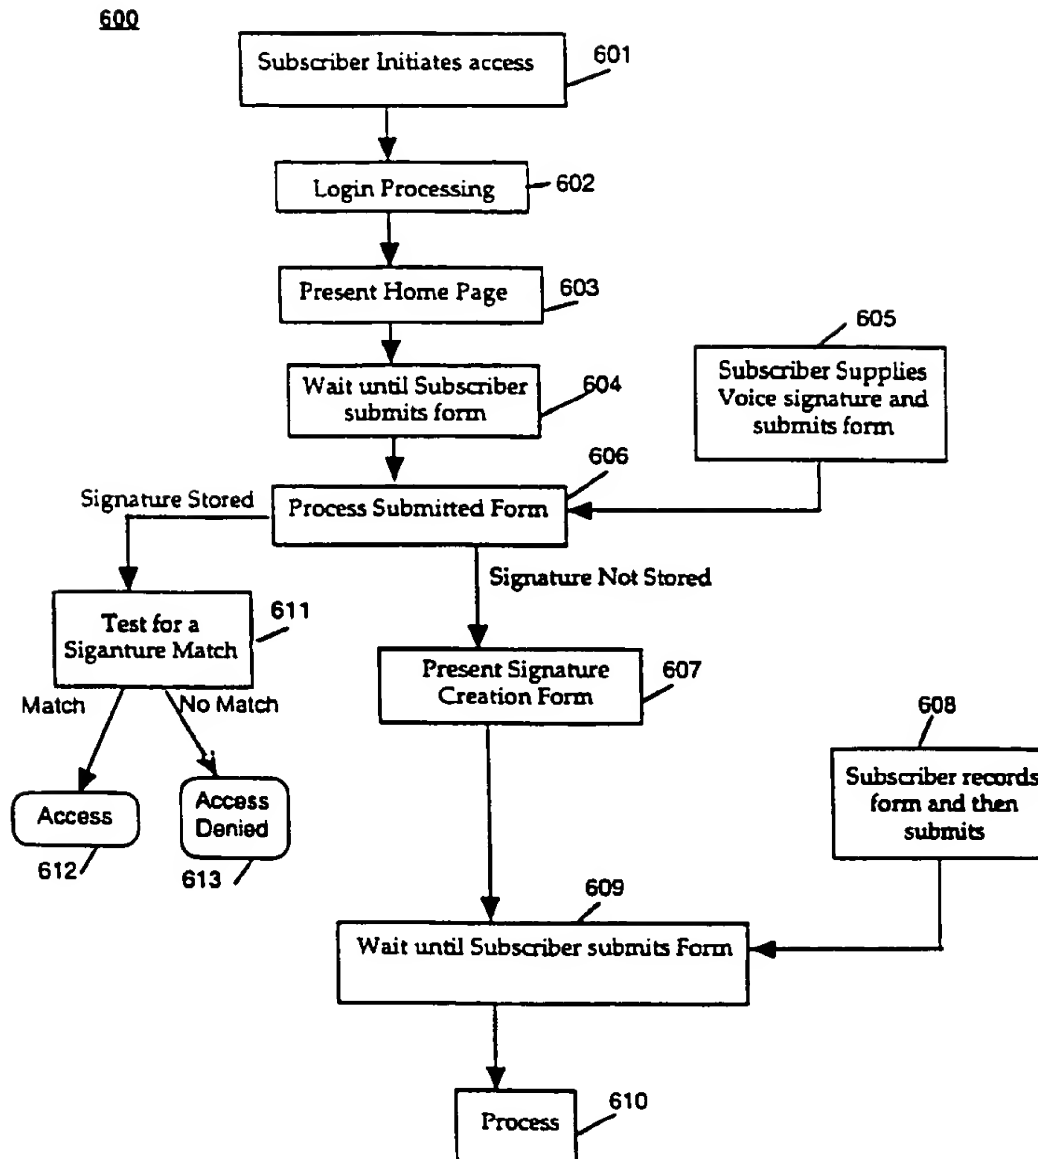 600
Subscriber Initiates access
601
Login Processing
602
Present Home Page
603
Wait until Subscriber
submits form
604
605
Subscriber Supplies
Voice signature and
submits form
606
Process Submitted Form
Signature Stored
Signature Not Stored
Test for a
Siganture Match
611
Match
No Match
Access
612
Access
Denied
613
Present Signature
Creation Form
607
608
Subscriber records
form and then
submits
609
Wait until Subscriber submits Form
Process
610